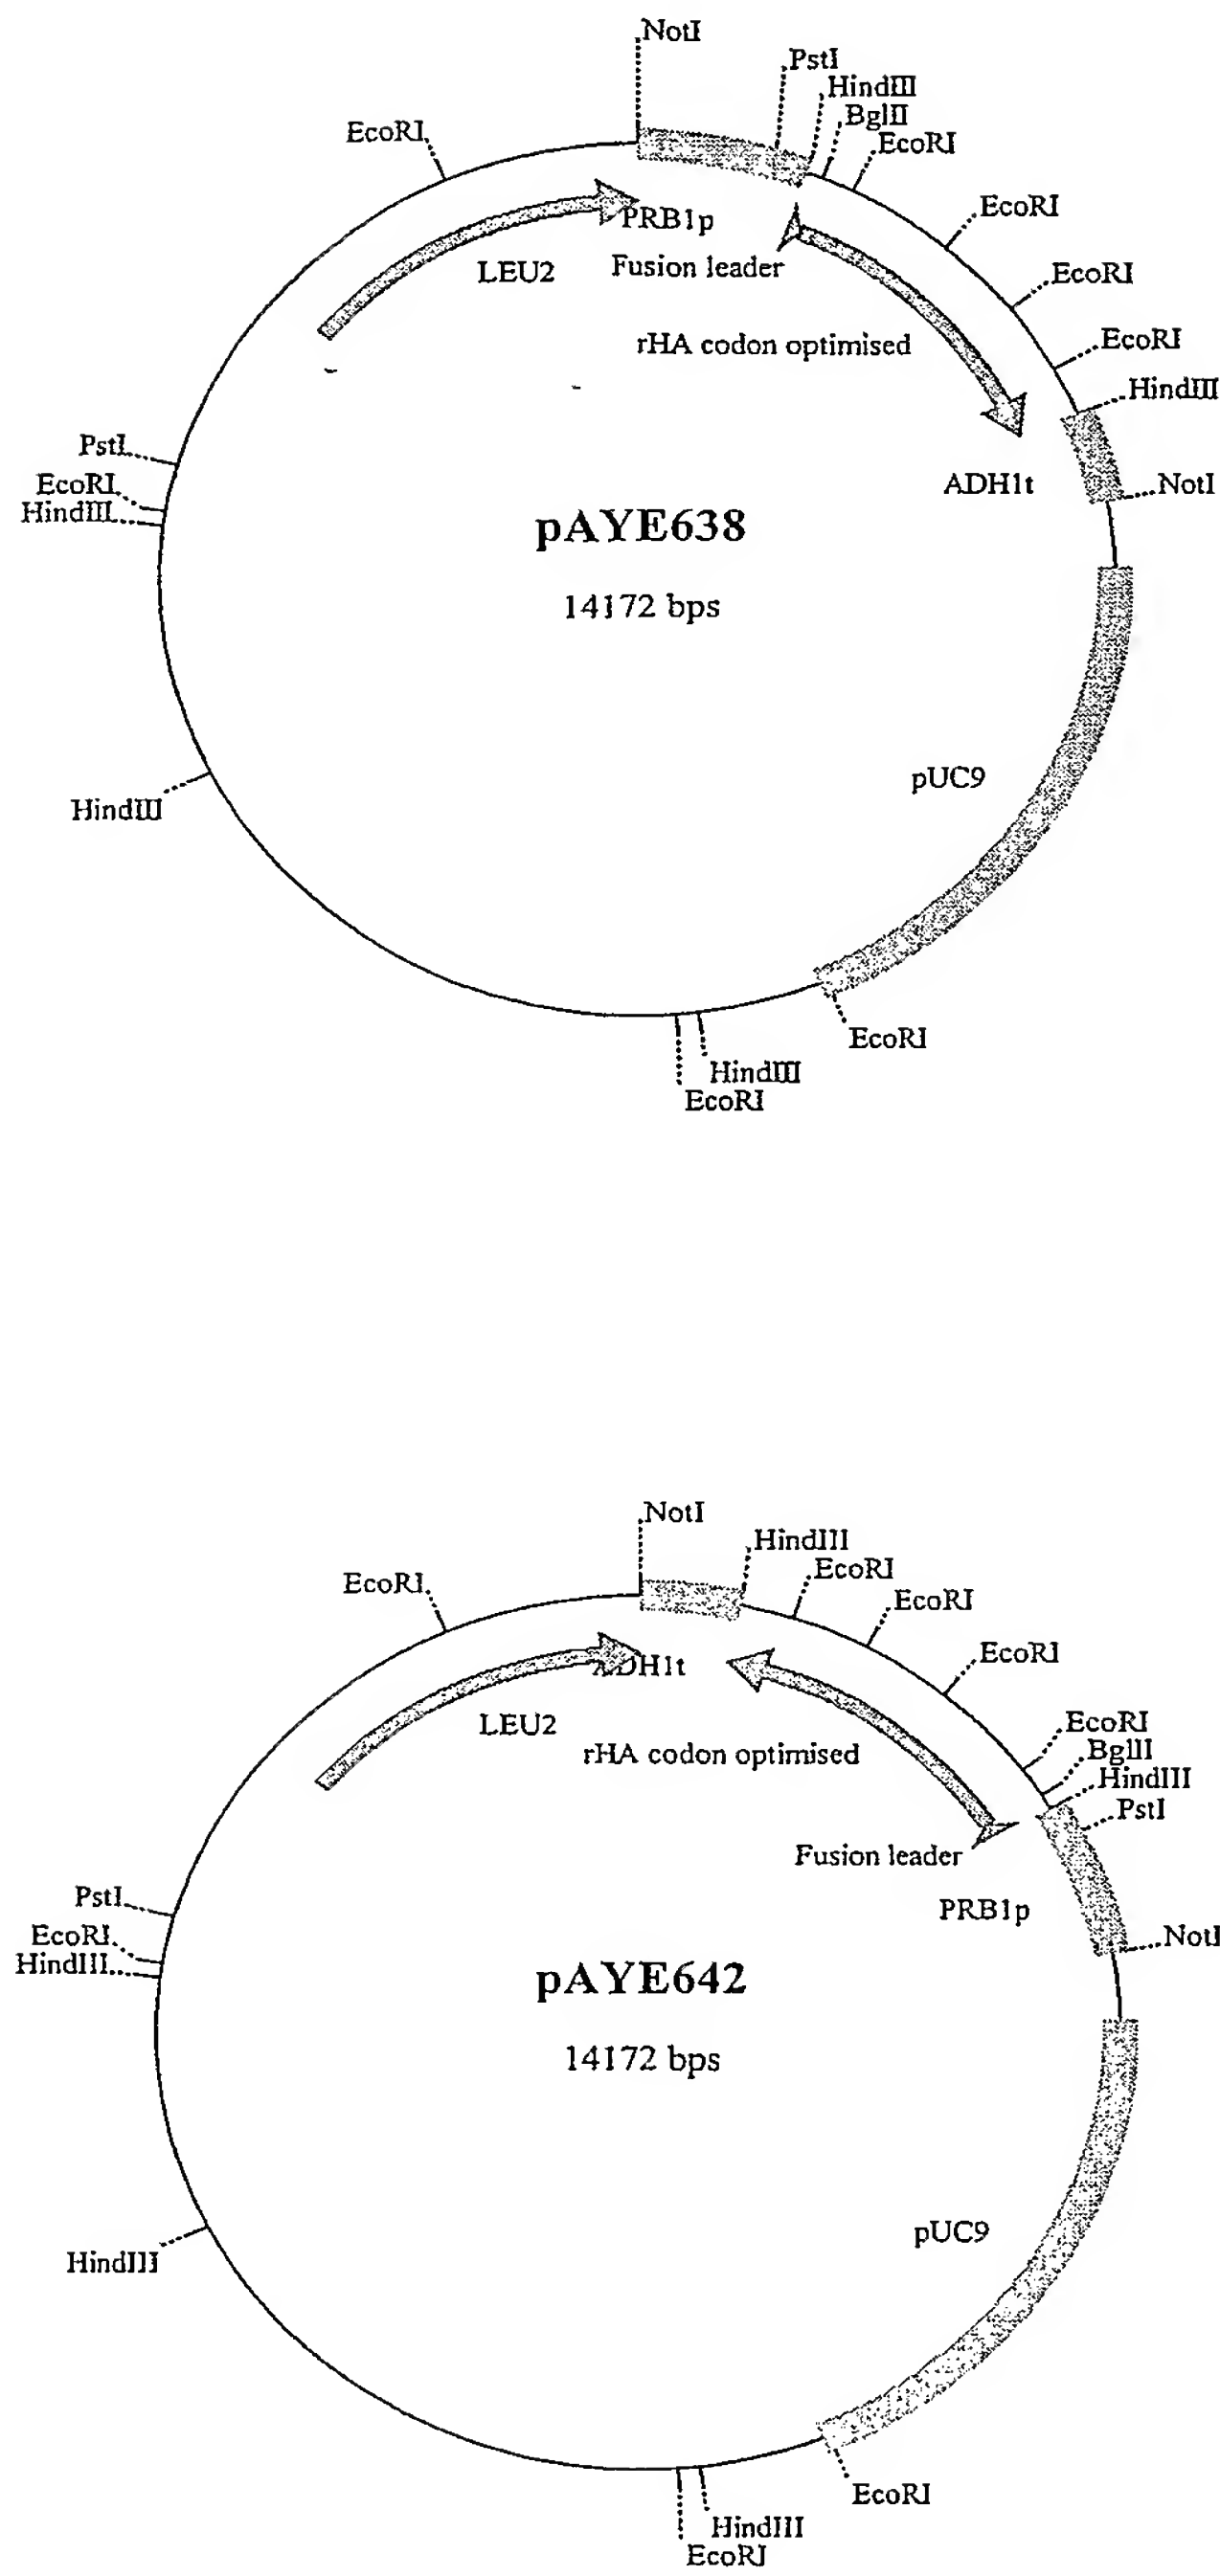 NotI
PstI
HindIII
BglII
EcoRI
EcoRI
EcoRI
EcoRI
EcoRI
HindIII
PRB1p
LEU2
Fusion leader
rHA codon optimised
PstI
EcoRI
HindIII
ADH1t
NotI
pAYE638
14172 bps
pUC9
HindIII
EcoRI
HindIII
EcoRI
NotI
HindIII
EcoRI
EcoRI
EcoRI
EcoRI
ADH1t
LEU2
rHA codon optimised
EcoRI
BglII
HindIII
PstI
Fusion leader
PRB1p
PstI
EcoRI
HindIII
NotI
pAYE642
14172 bps
pUC9
HindIII
EcoRI
HindIII
EcoRI